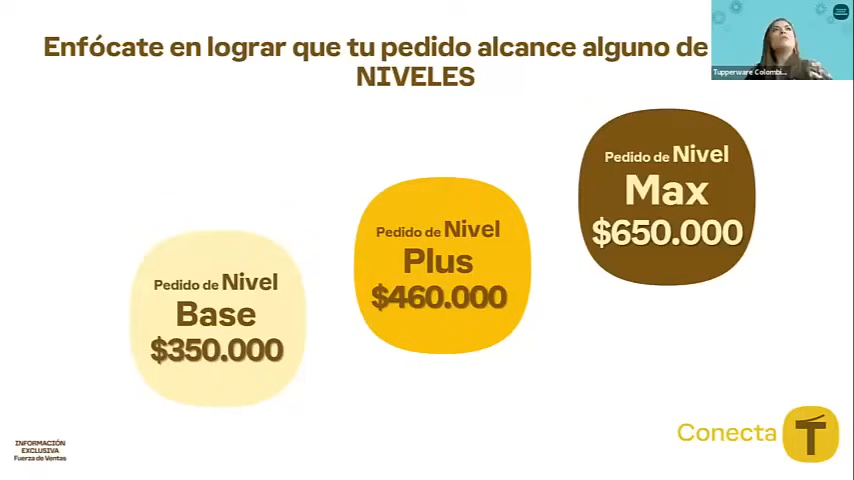 Enfócate en lograr que tu pedido alcance alguno de
NIVELES
Tupperware Colombi...
Pedido de Nivel
Max
$650.000
Pedido de Nivel
Plus
$460.000
Pedido de Nivel
Base
$350.000
INFORMACIÓN
EXCLUSIVA
Fuerza de Ventas
Conecta
T